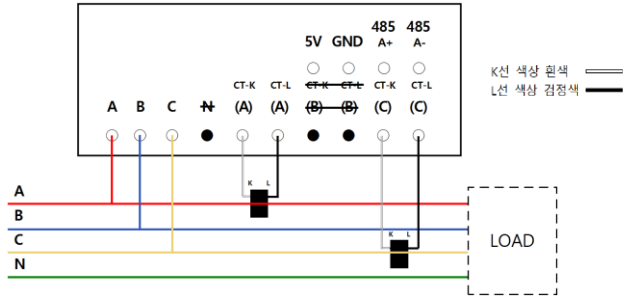 485 485
5V GND A+ A-
CT-K CT-L CT-K CT-L CT-K CT-L
A B C N (A) (A) (B) (B) (C) (C)
K선 색상 흰색
L선 색상 검정색
K L
A
B
K L
C
LOAD
N